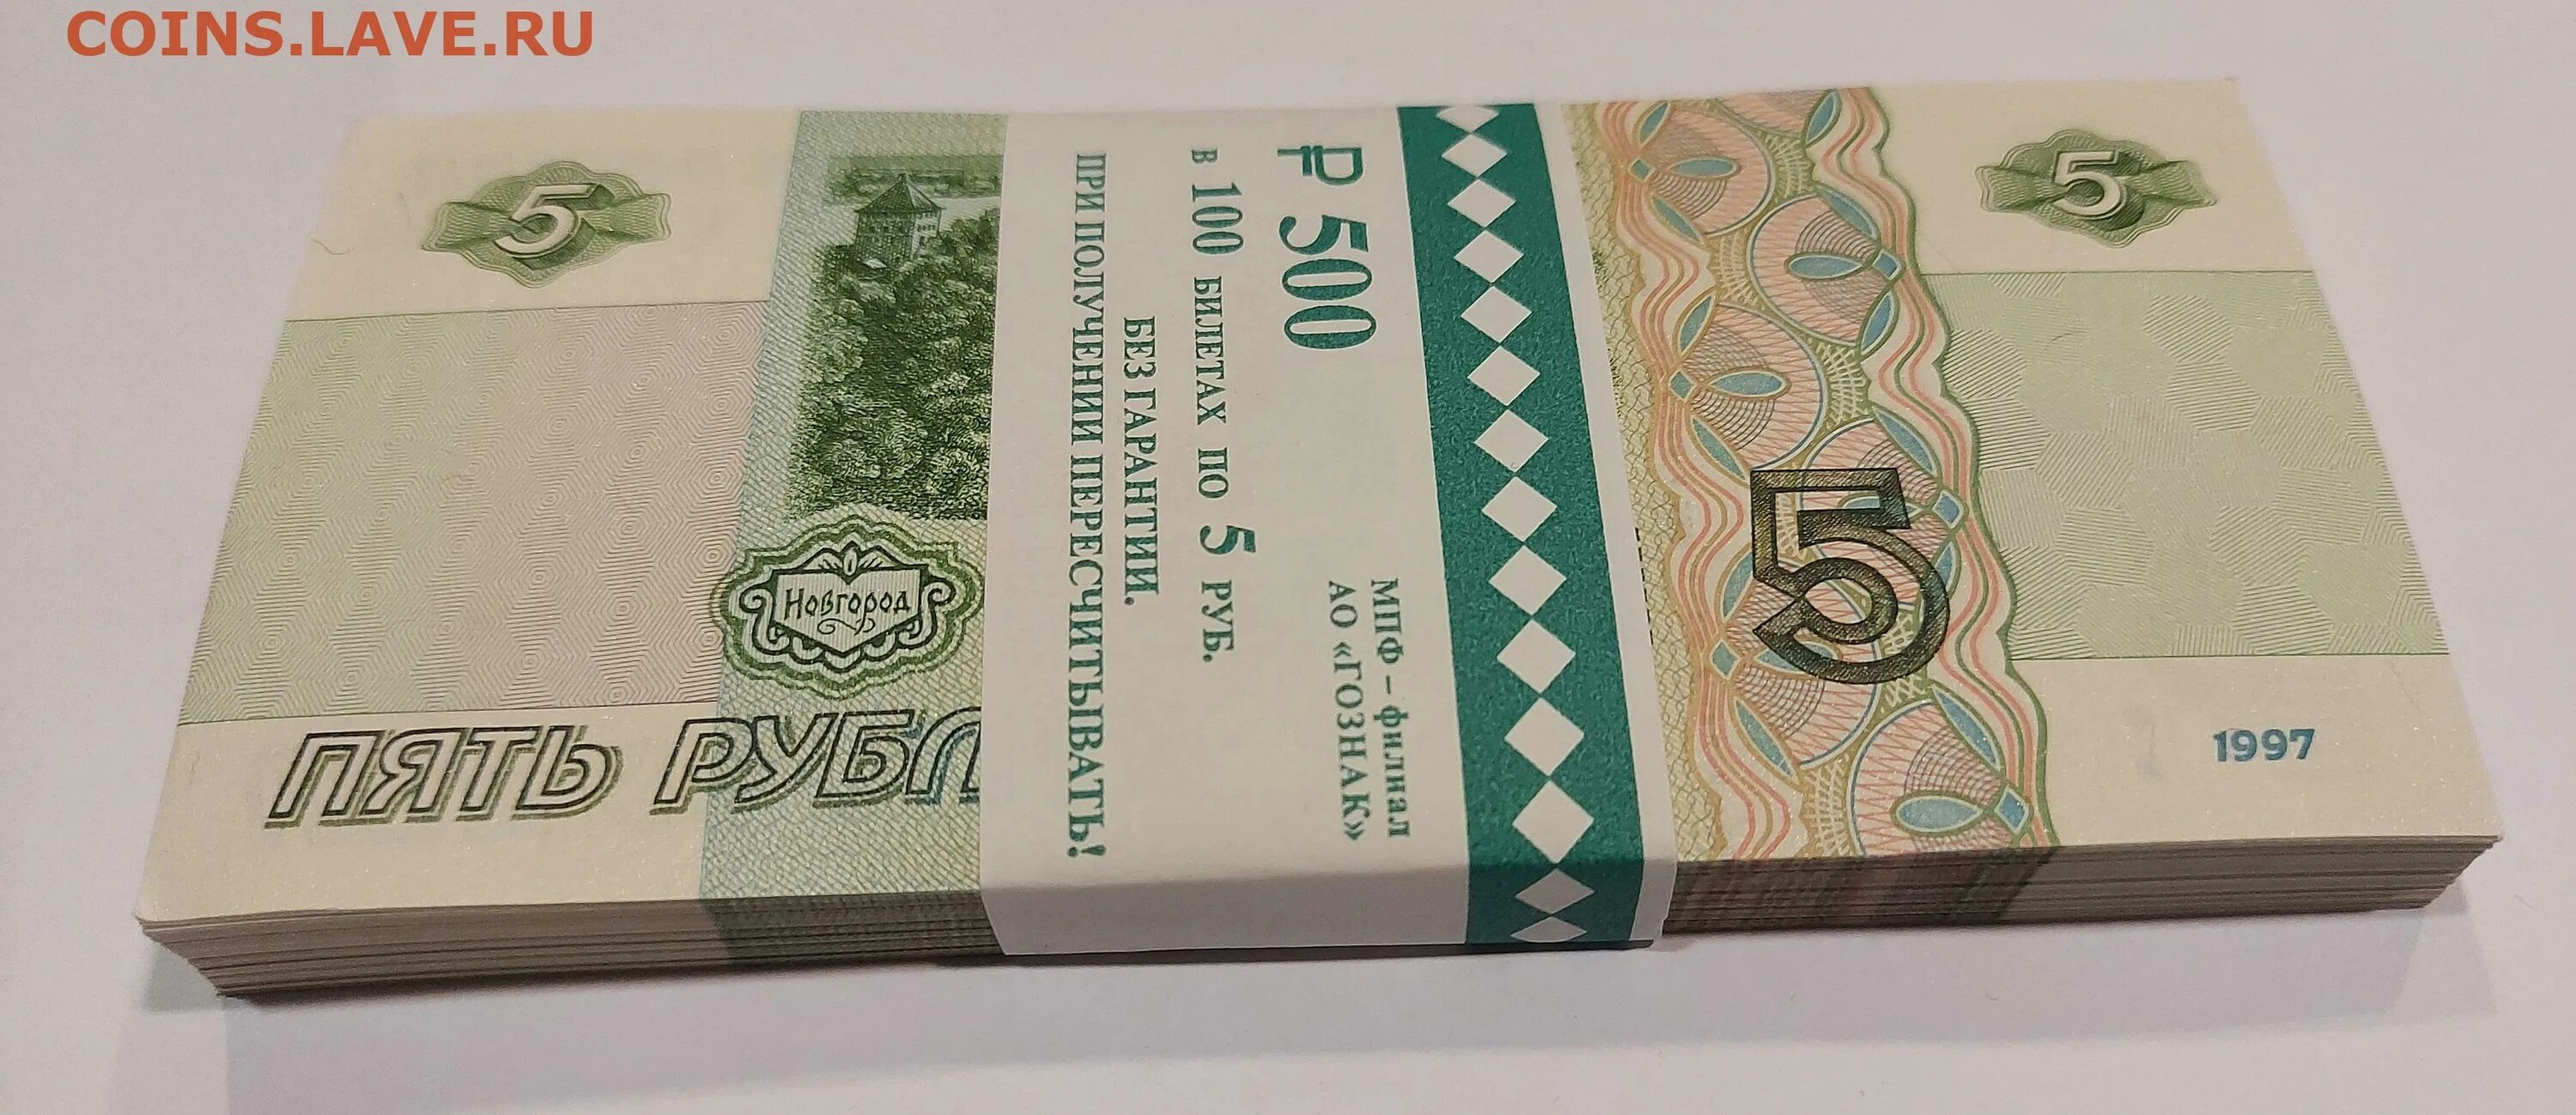 COINS.LAVE.RU
5
Новгород
ПЯТЬ РУБЛ
₽ 500
В 100 БИЛЕТАХ ПО 5 РУБ.
БЕЗ ГАРАНТИИ.
ПРИ ПОЛУЧЕНИИ ПЕРЕСЧИТЫВАТЬ!
МПФ – филиал
АО «ГОЗНАК»
5
5
1997